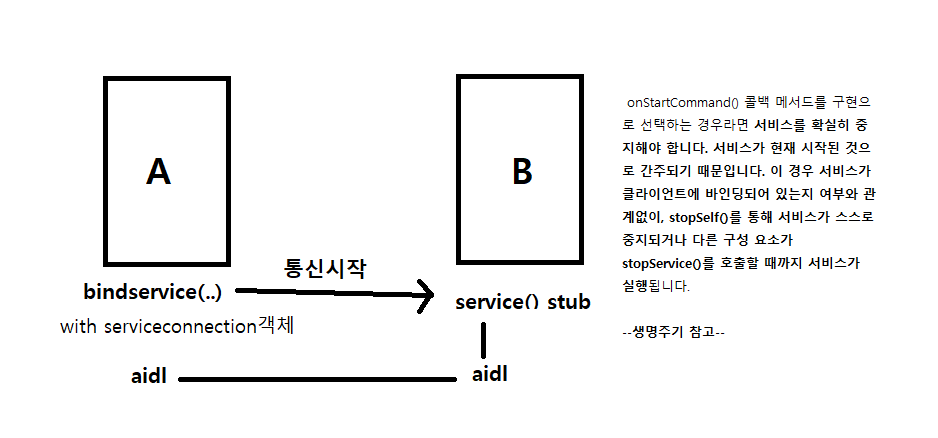 A
B
통신시작
bindservice(..)
with serviceconnection객체
service() stub
aidl
aidl
onStartCommand() 콜백 메서드를 구현으
로 선택하는 경우라면 서비스를 확실히 중
지해야 합니다. 서비스가 현재 시작된 것으
로 간주되기 때문입니다. 이 경우 서비스가
클라이언트에 바인딩되어 있는지 여부와 관
계없이, stopSelf()를 통해 서비스가 스스로
중지되거나 다른 구성 요소가
stopService()를 호출할 때까지 서비스가
실행됩니다.
--생명주기 참고--